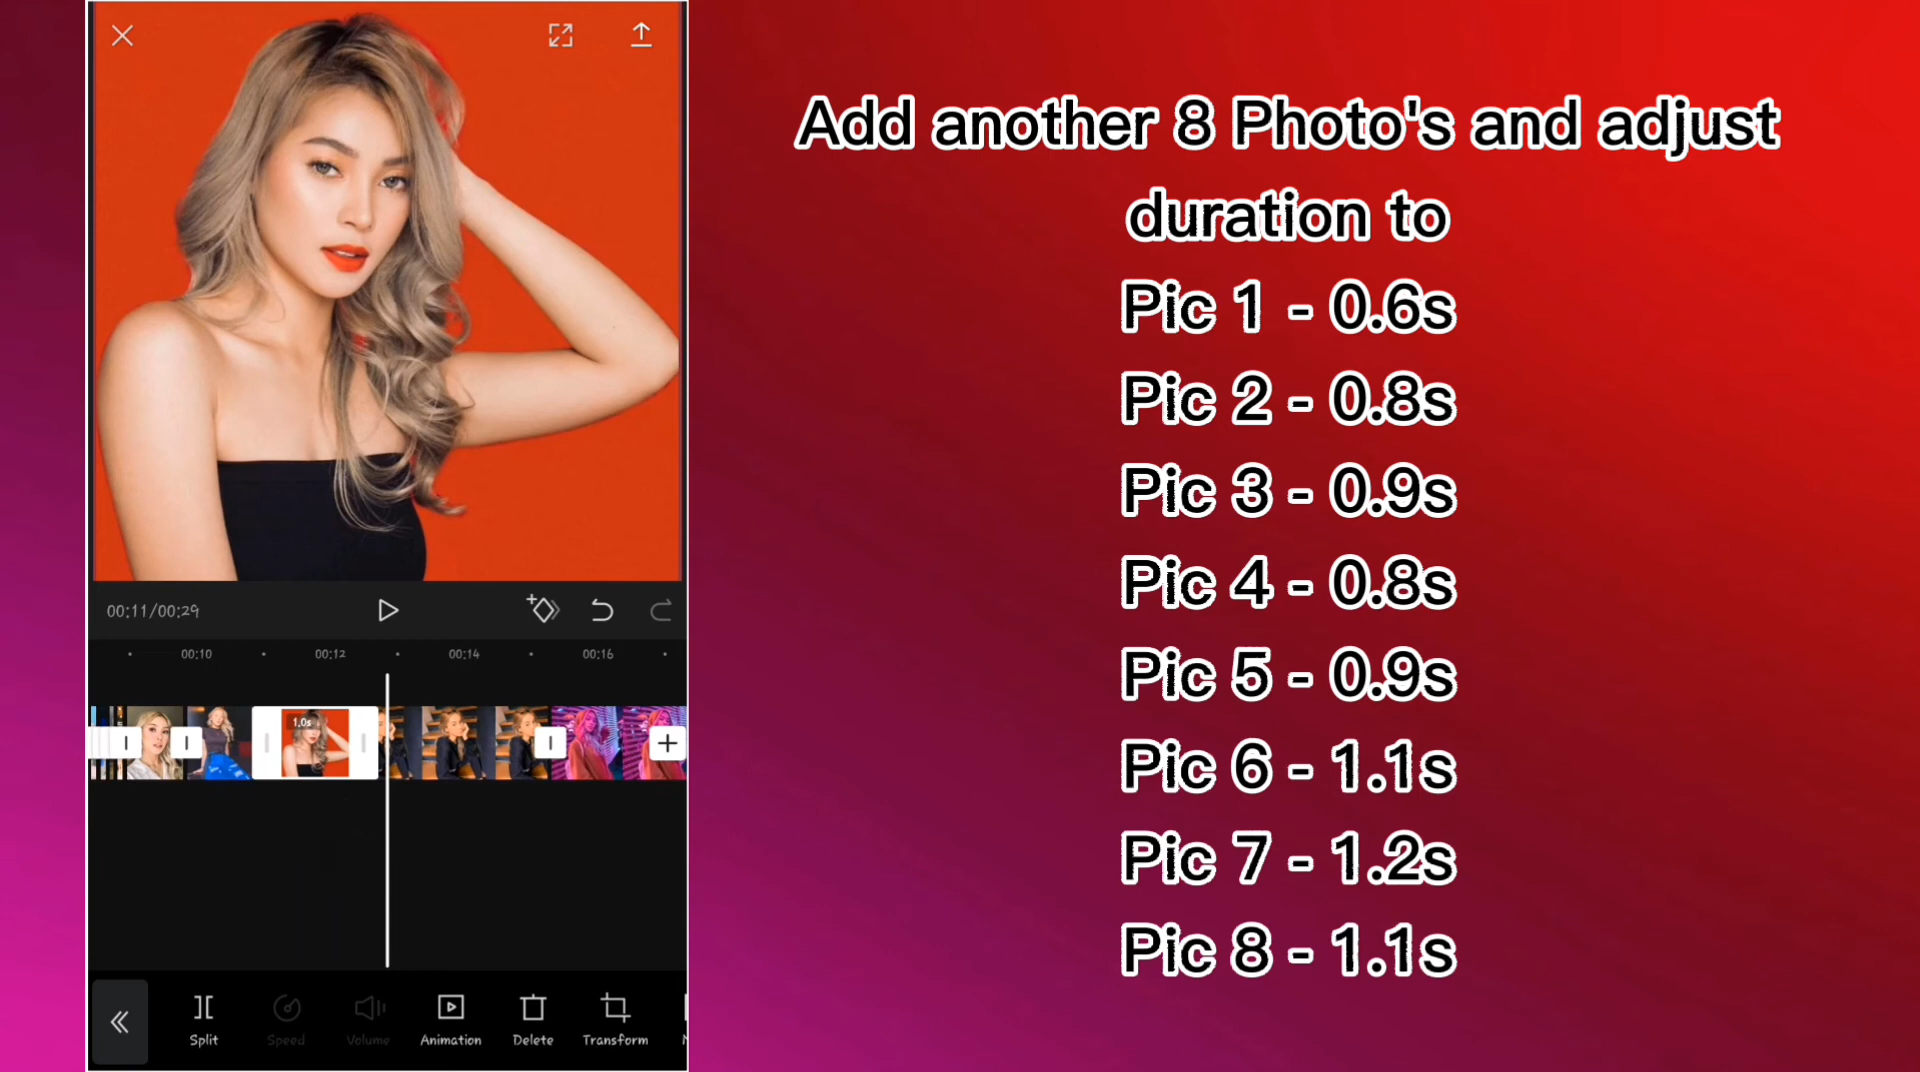 Add another 8 Photo's and adjust
duration to
Pic 1 - 0.6s
Pic 2 - 0.8s
Pic 3 - 0.9s
Pic 4 - 0.8s
Pic 5 - 0.9s
Pic 6 - 1.1s
Pic 7 - 1.2s
Pic 8 - 1.1s
00:11/00:29
00:10 00:12 00:14 00:16
1.0s
Split Speed Volume Animation Delete Transform